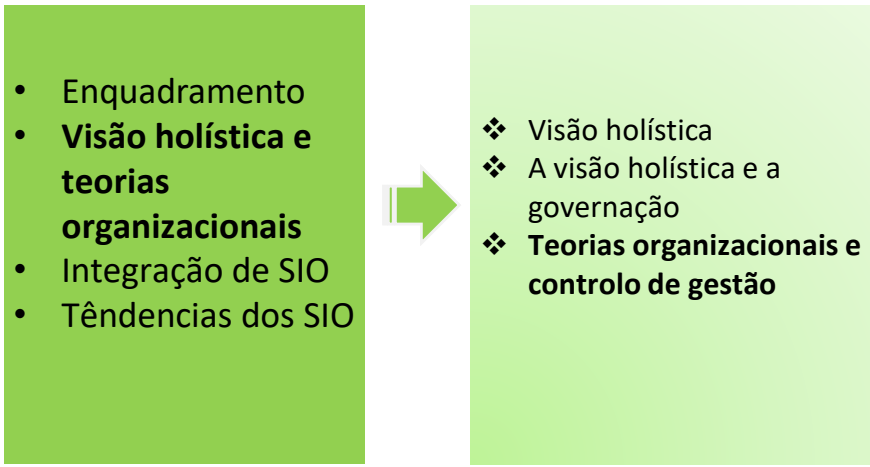 • Enquadramento
• Visão holística e
teorias
organizacionais
• Integração de SIO
• Têndencias dos SIO
❖ Visão holística
❖ A visão holística e a
governação
❖ Teorias organizacionais e
controlo de gestão